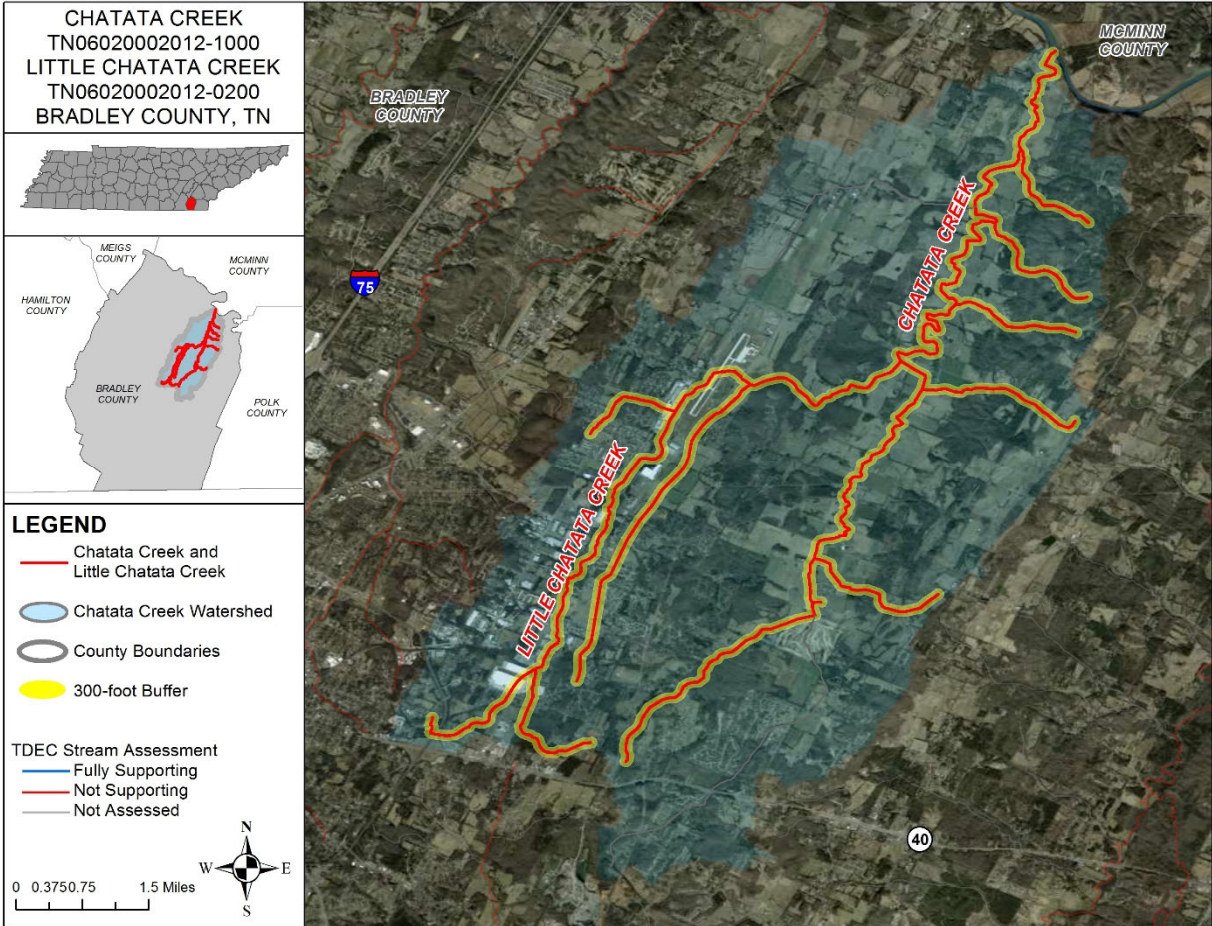 CHATATA CREEK
TN06020002012-1000
LITTLE CHATATA CREEK
TN06020002012-0200
BRADLEY COUNTY, TN
MEIGS
COUNTY
MCMINN
COUNTY
HAMILTON
COUNTY
BRADLEY
COUNTY
POLK
COUNTY
LEGEND
Chatata Creek and
Little Chatata Creek
Chatata Creek Watershed
County Boundaries
300-foot Buffer
TDEC Stream Assessment
Fully Supporting
Not Supporting
Not Assessed
N
W
E
S
0 0.375 0.75 1.5 Miles
MCMINN
COUNTY
BRADLEY
COUNTY
75
CHATATA CREEK
LITTLE CHATATA CREEK
40